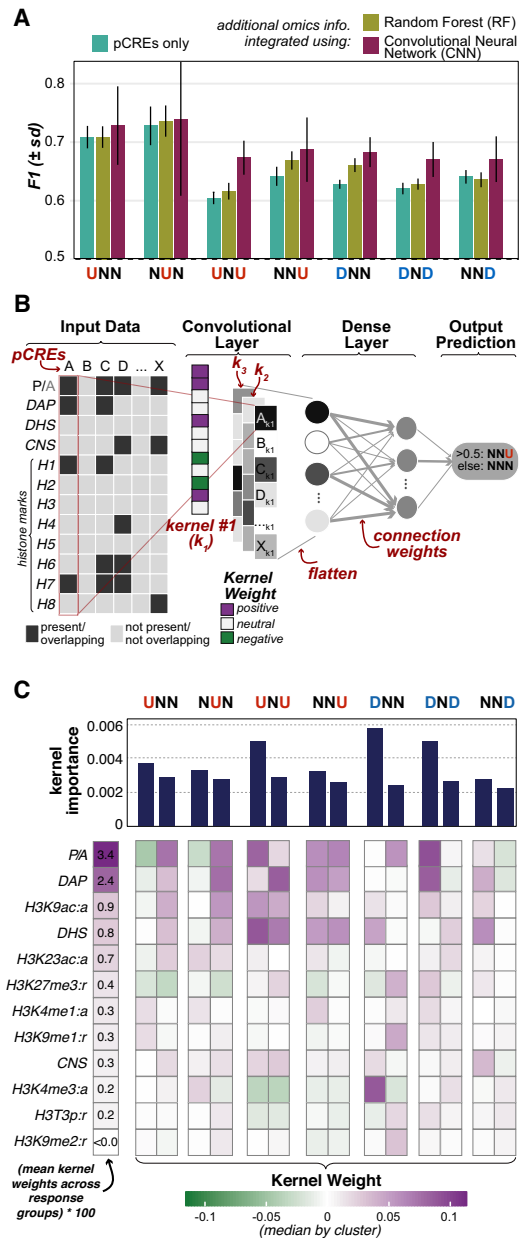 A
pCREs only
additional omics info.
integrated using:
Random Forest (RF)
Convolutional Neural
Network (CNN)
F1 (± sd)
0.8
0.7
0.6
0.5
UNN NUN UNU NNU DNN DND NND
B
Input Data
Convolutional
Layer
Dense
Layer
Output
Prediction
pCREs
A B C D ... X
P/A
DAP
DHS
CNS
H1
H2
H3
H4
H5
H6
H7
H8
histone marks
k3
k2
Ak1
Bk1
Ck1
Dk1
...k1
Xk1
kernel #1
(k1)
>0.5: NNU
else: NNN
connection
weights
flatten
Kernel
Weight
positive
neutral
negative
present/
overlapping
not present/
not overlapping
C
UNN NUN UNU NNU DNN DND NND
kernel
importance
0.006
0.004
0.002
0
P/A 3.4
DAP 2.4
H3K9ac:a 0.9
DHS 0.8
H3K23ac:a 0.7
H3K27me3:r 0.4
H3K4me1:a 0.3
H3K9me1:r 0.3
CNS 0.3
H3K4me3:a 0.2
H3T3p:r 0.2
H3K9me2:r <0.0
(mean kernel
weights across
response
groups) * 100
Kernel Weight
-0.1 -0.05 0 0.05 0.1
(median by cluster)